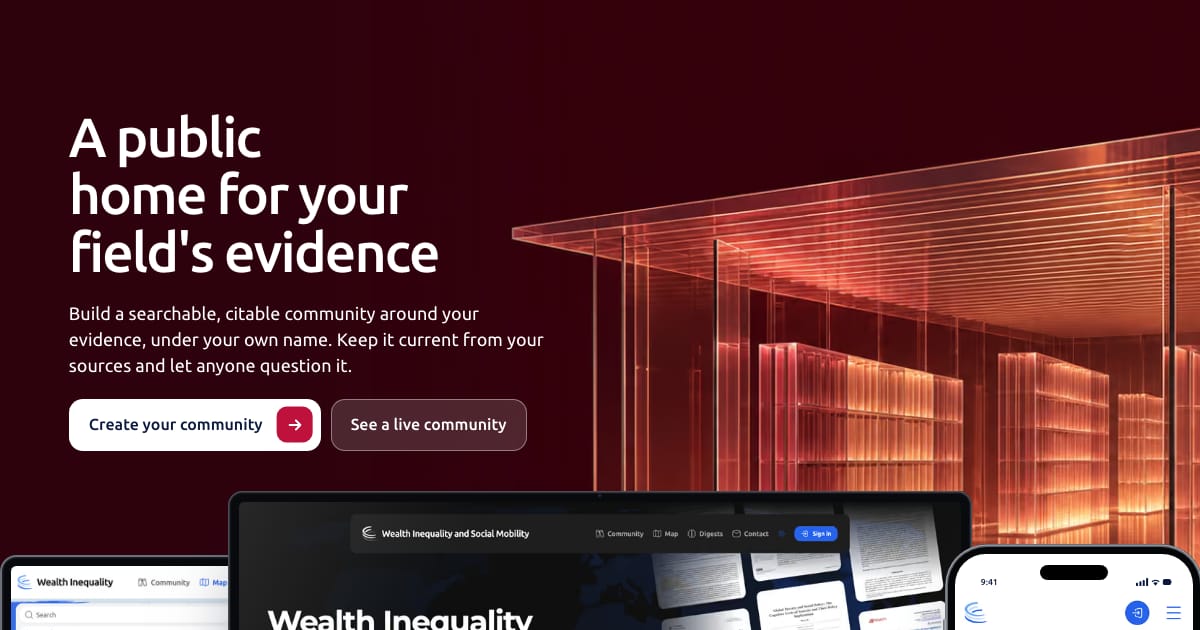 A public
home for your
field's evidence
Build a searchable, citable community around your
evidence, under your own name. Keep it current from your
sources and let anyone question it.
Create your community
See a live community
Wealth Inequality and Social Mobility
Community
Map
Digests
Contact
Sign in
Wealth Inequality
Wealth Inequality
Community
Map
Search
9:41